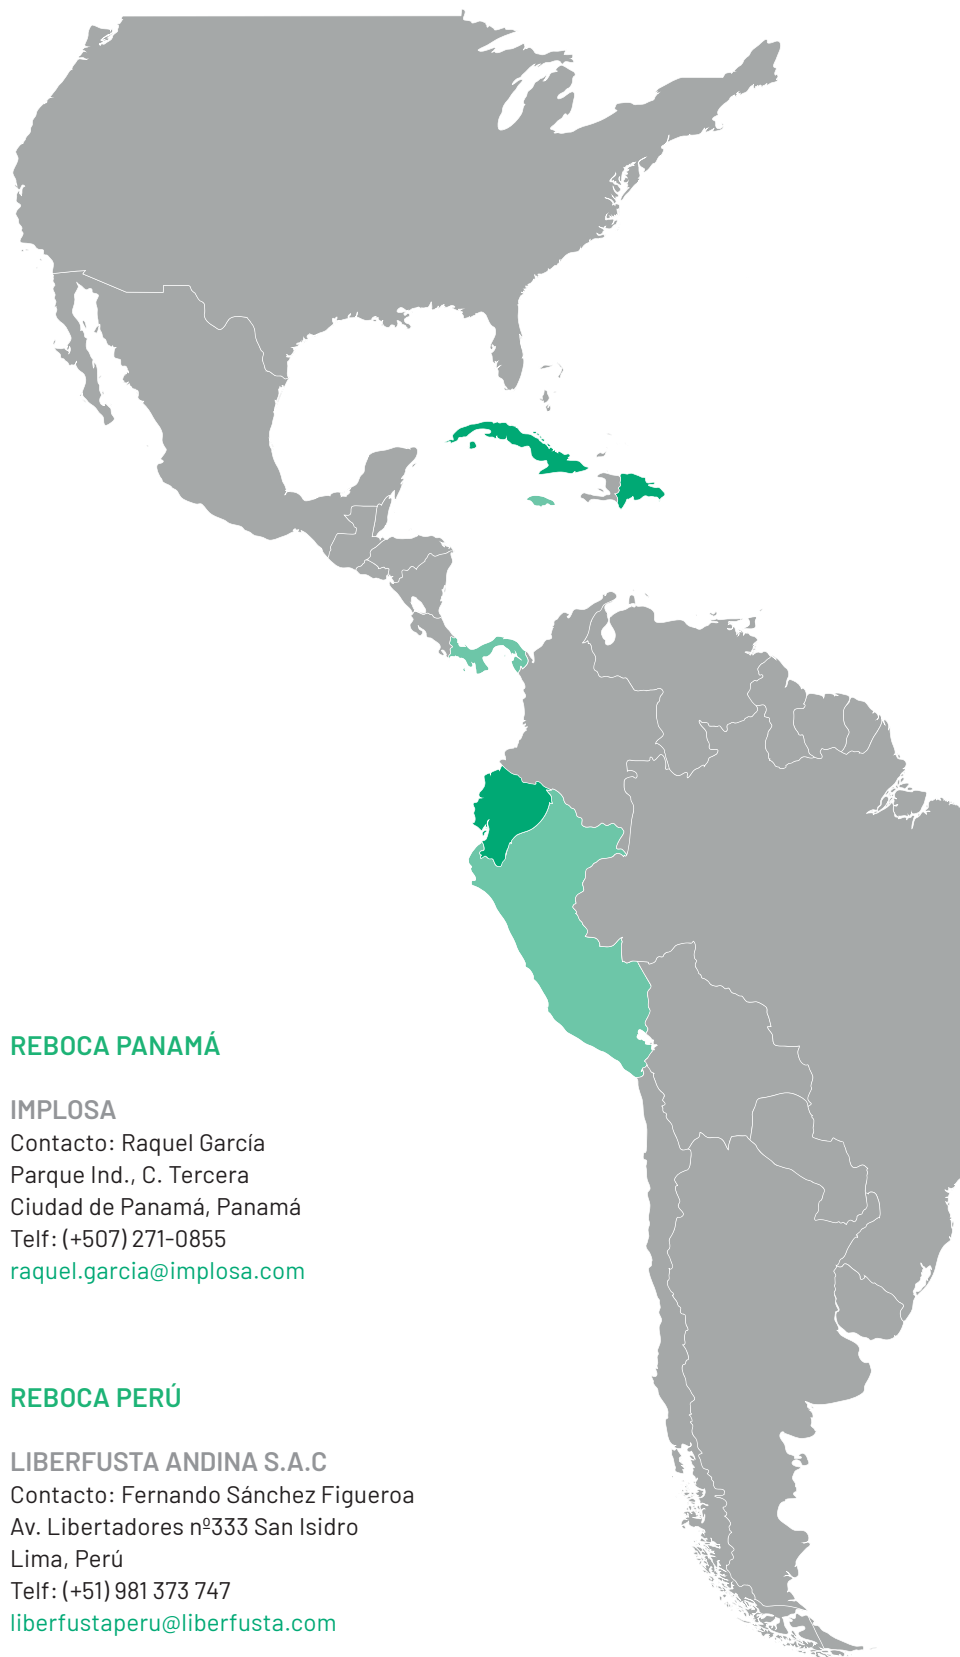 REBOCA PANAMÁ
IMPLOSA
Contacto: Raquel García
Parque Ind., C. Tercera
Ciudad de Panamá, Panamá
Telf: (+507) 271-0855
raquel.garcia@implosa.com
REBOCA PERÚ
LIBERFUSTA ANDINA S.A.C
Contacto: Fernando Sánchez Figueroa
Av. Libertadores nº333 San Isidro
Lima, Perú
Telf: (+51) 981 373 747
liberfustaperu@liberfusta.com